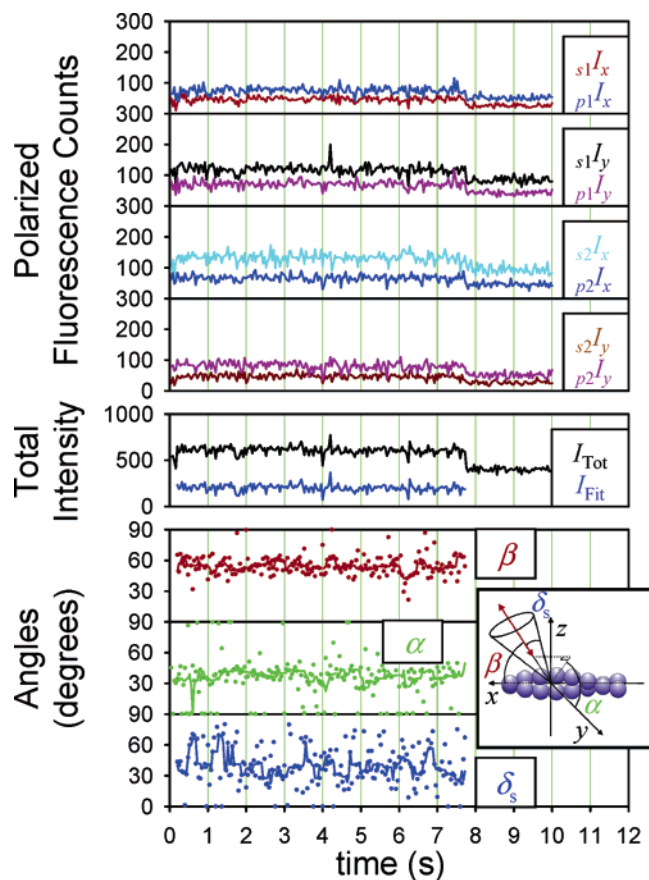 Polarized
Fluorescence Counts
300
200
100
300
s1Ix
p1Ix
200
100
300
s1Iy
p1Iy
200
100
300
s2Ix
p2Ix
200
100
0
s2Iy
p2Iy
Total
Intensity
1000
500
0
ITot
IFit
Angles
(degrees)
90
60
30
90
β
60
30
90
α
60
30
0
δs
0 1 2 3 4 5 6 7 8 9 10 11 12
time (s)
δs
z
β
x
α
y